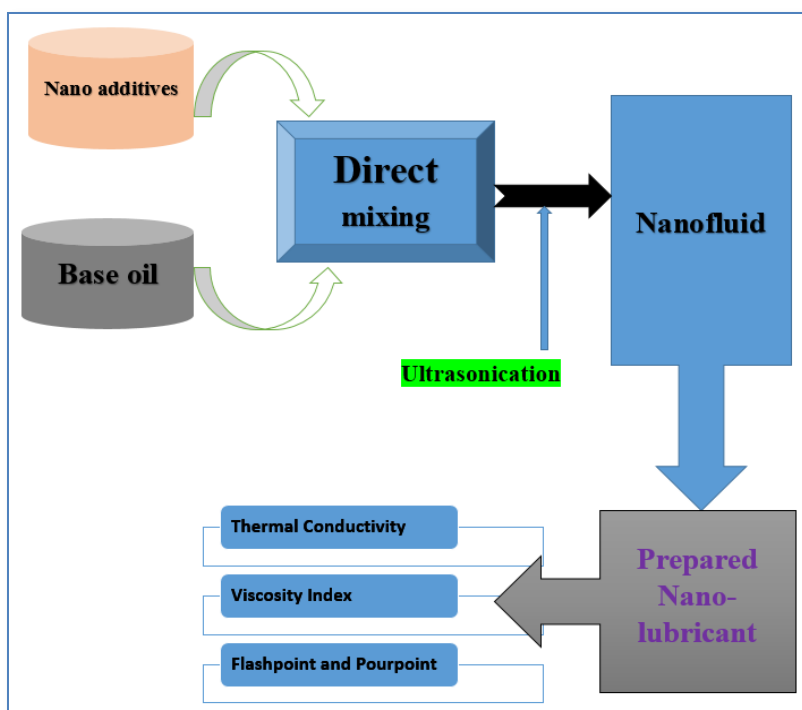 Nano additives
Base oil
Direct
mixing
Ultrasonication
Nanofluid
Prepared
Nano-
lubricant
Thermal Conductivity
Viscosity Index
Flashpoint and Pourpoint